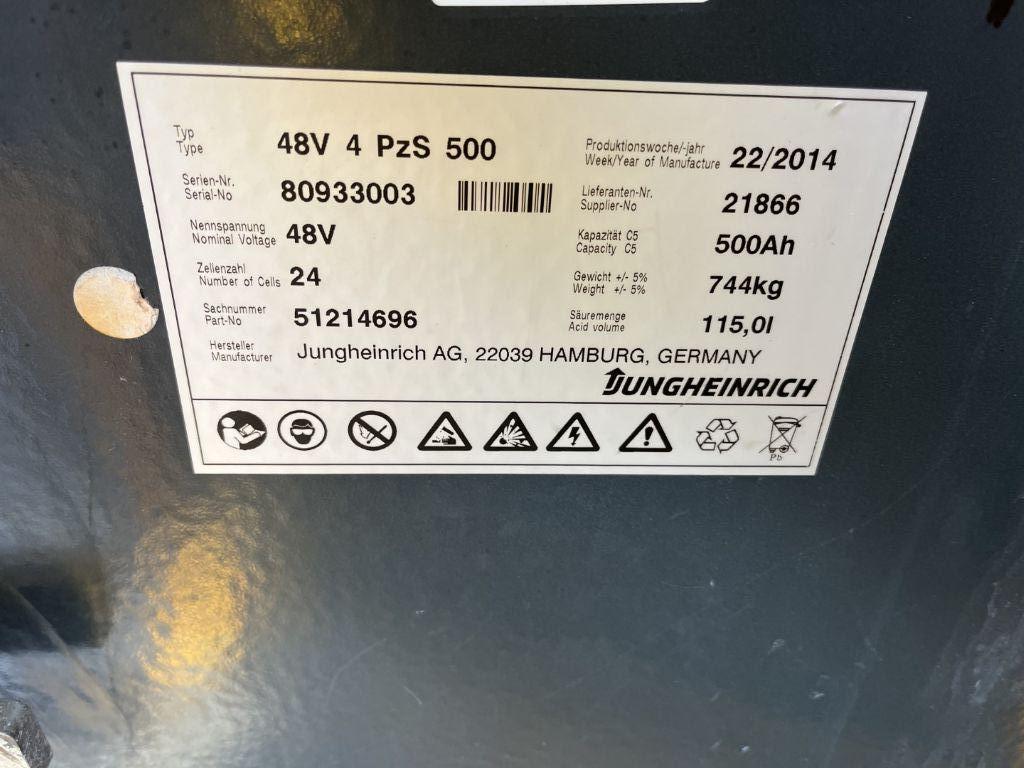 Typ
Type
48V 4 PzS 500
Produktionswoche/-jahr
Week/Year of Manufacture
22/2014
Serien-Nr.
Serial-No
80933003
Lieferanten-Nr.
Supplier-No
21866
Nennspannung
Nominal Voltage
48V
Kapazität C5
Capacity C5
500Ah
Zellenzahl
Number of Cells
24
Gewicht +/- 5%
Weight +/- 5%
744kg
Sachnummer
Part-No
51214696
Säuremenge
Acid volume
115,0l
Hersteller
Manufacturer
Jungheinrich AG, 22039 HAMBURG, GERMANY
JUNGHEINRICH
Pb